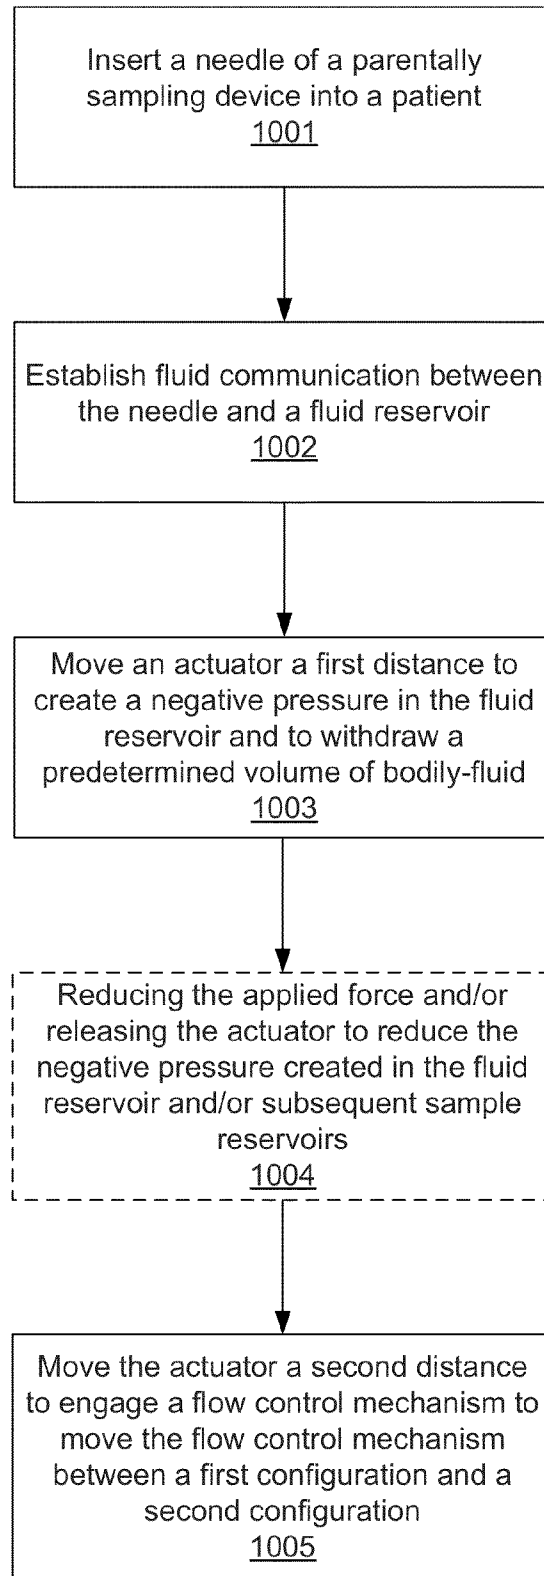 Insert a needle of a parentally
sampling device into a patient
1001
Establish fluid communication between
the needle and a fluid reservoir
1002
Move an actuator a first distance to
create a negative pressure in the fluid
reservoir and to withdraw a
predetermined volume of bodily-fluid
1003
Reducing the applied force and/or
releasing the actuator to reduce the
negative pressure created in the fluid
reservoir and/or subsequent sample
reservoirs
1004
Move the actuator a second distance
to engage a flow control mechanism to
move the flow control mechanism
between a first configuration and a
second configuration
1005